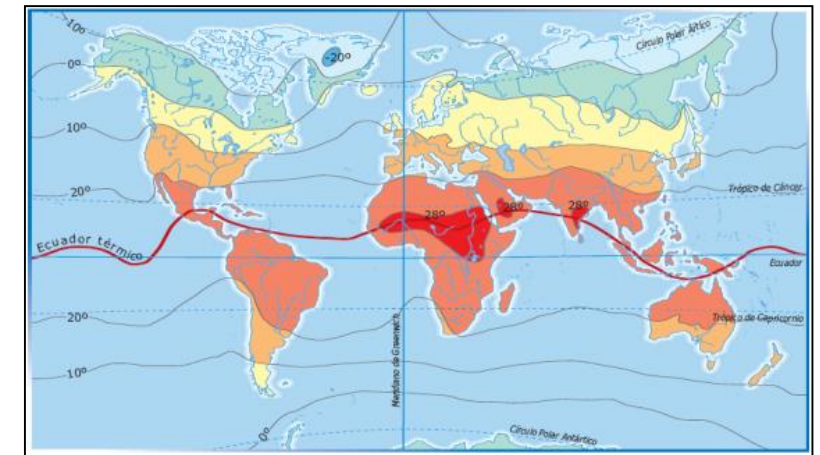 -10º
-20º
Círculo Polar Ártico
0º
10º
20º
Trópico de Cáncer
28º
28º
28º
Ecuador térmico
Ecuador
20º
Trópico de Capricornio
Meridiano de Greenwich
10º
0º
Círculo Polar Antártico